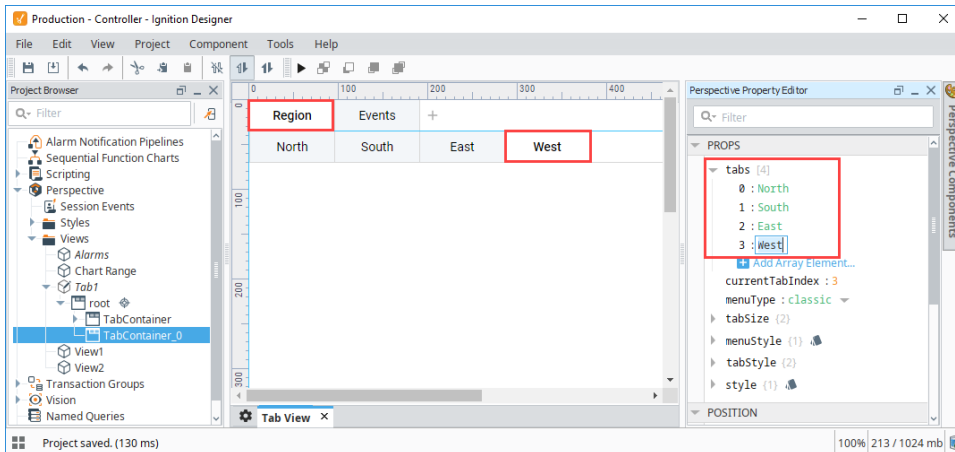 Production - Controller - Ignition Designer
File Edit View Project Component Tools Help
Project Browser
Filter
Alarm Notification Pipelines
Sequential Function Charts
Scripting
Perspective
Session Events
Styles
Views
Alarms
Chart Range
Tab1
root
TabContainer
TabContainer_0
View1
View2
Transaction Groups
Vision
Named Queries
0 100 200 300 400
0
100
200
300
Region Events +
North South East West
Tab View
Perspective Property Editor
Filter
PROPS
tabs [4]
0 : North
1 : South
2 : East
3 : West
Add Array Element...
currentTabIndex : 3
menuType : classic
tabSize {2}
menuStyle {1}
tabStyle {2}
style {1}
POSITION
Perspective Components
Project saved. (130 ms)
100% 213 / 1024 mb